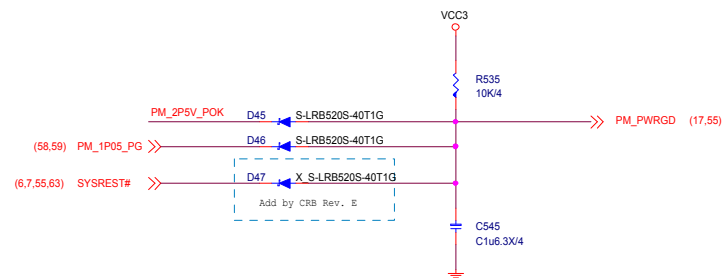 VCC3
R535
10K/4
PM_2P5V_POK D45 S-LRB520S-40T1G
PM_PWRGD (17,55)
(58,59) PM_1P05_PG D46 S-LRB520S-40T1G
(6,7,55,63) SYSREST# D47 X_S-LRB520S-40T1G
Add by CRB Rev. E
C545
C1u6.3X/4